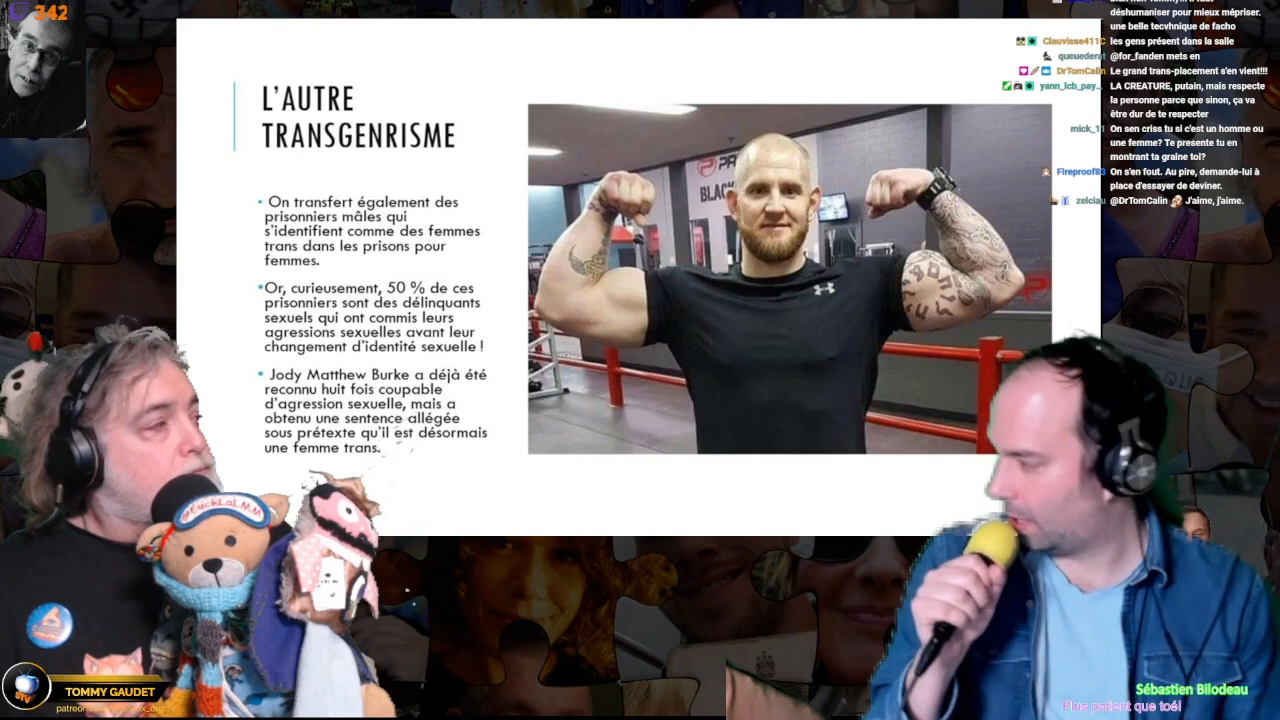 342
L'AUTRE
TRANSGENRISME
• On transfert également des
prisonniers mâles qui
s'identifient comme des femmes
trans dans les prisons pour
femmes.
•Or, curieusement, 50 % de ces
prisonniers sont des délinquants
sexuels qui ont commis leurs
agressions sexuelles avant leur
changement d'identité sexuelle !
• Jody Matthew Burke a déjà été
reconnu huit fois coupable
d'agression sexuelle, mais a
obtenu une sentence allégée
sous prétexte qu'il est désormais
une femme trans.
BLACK
déshumaniser pour mieux mépriser.
une belle tecvhnique de facho
Clauvisse411C les gens présent dans la salle
queuederat @for_fanden mets en
DrTomCalin Le grand trans-placement s'en vient!!!
yann_lcb_pay... LA CREATURE, putain, mais respecte
la personne parce que sinon, ça va
être dur de te respecter
mick_11 On sen criss tu si c'est un homme ou
une femme? Te presente tu en
montrant ta graine toi?
Fireproof83 On s'en fout. Au pire, demande-lui à
place d'essayer de deviner.
zelclau @DrTomCalin J'aime, j'aime.
TOMMY GAUDET
Sébastien Bilodeau
Plus patient que toé!